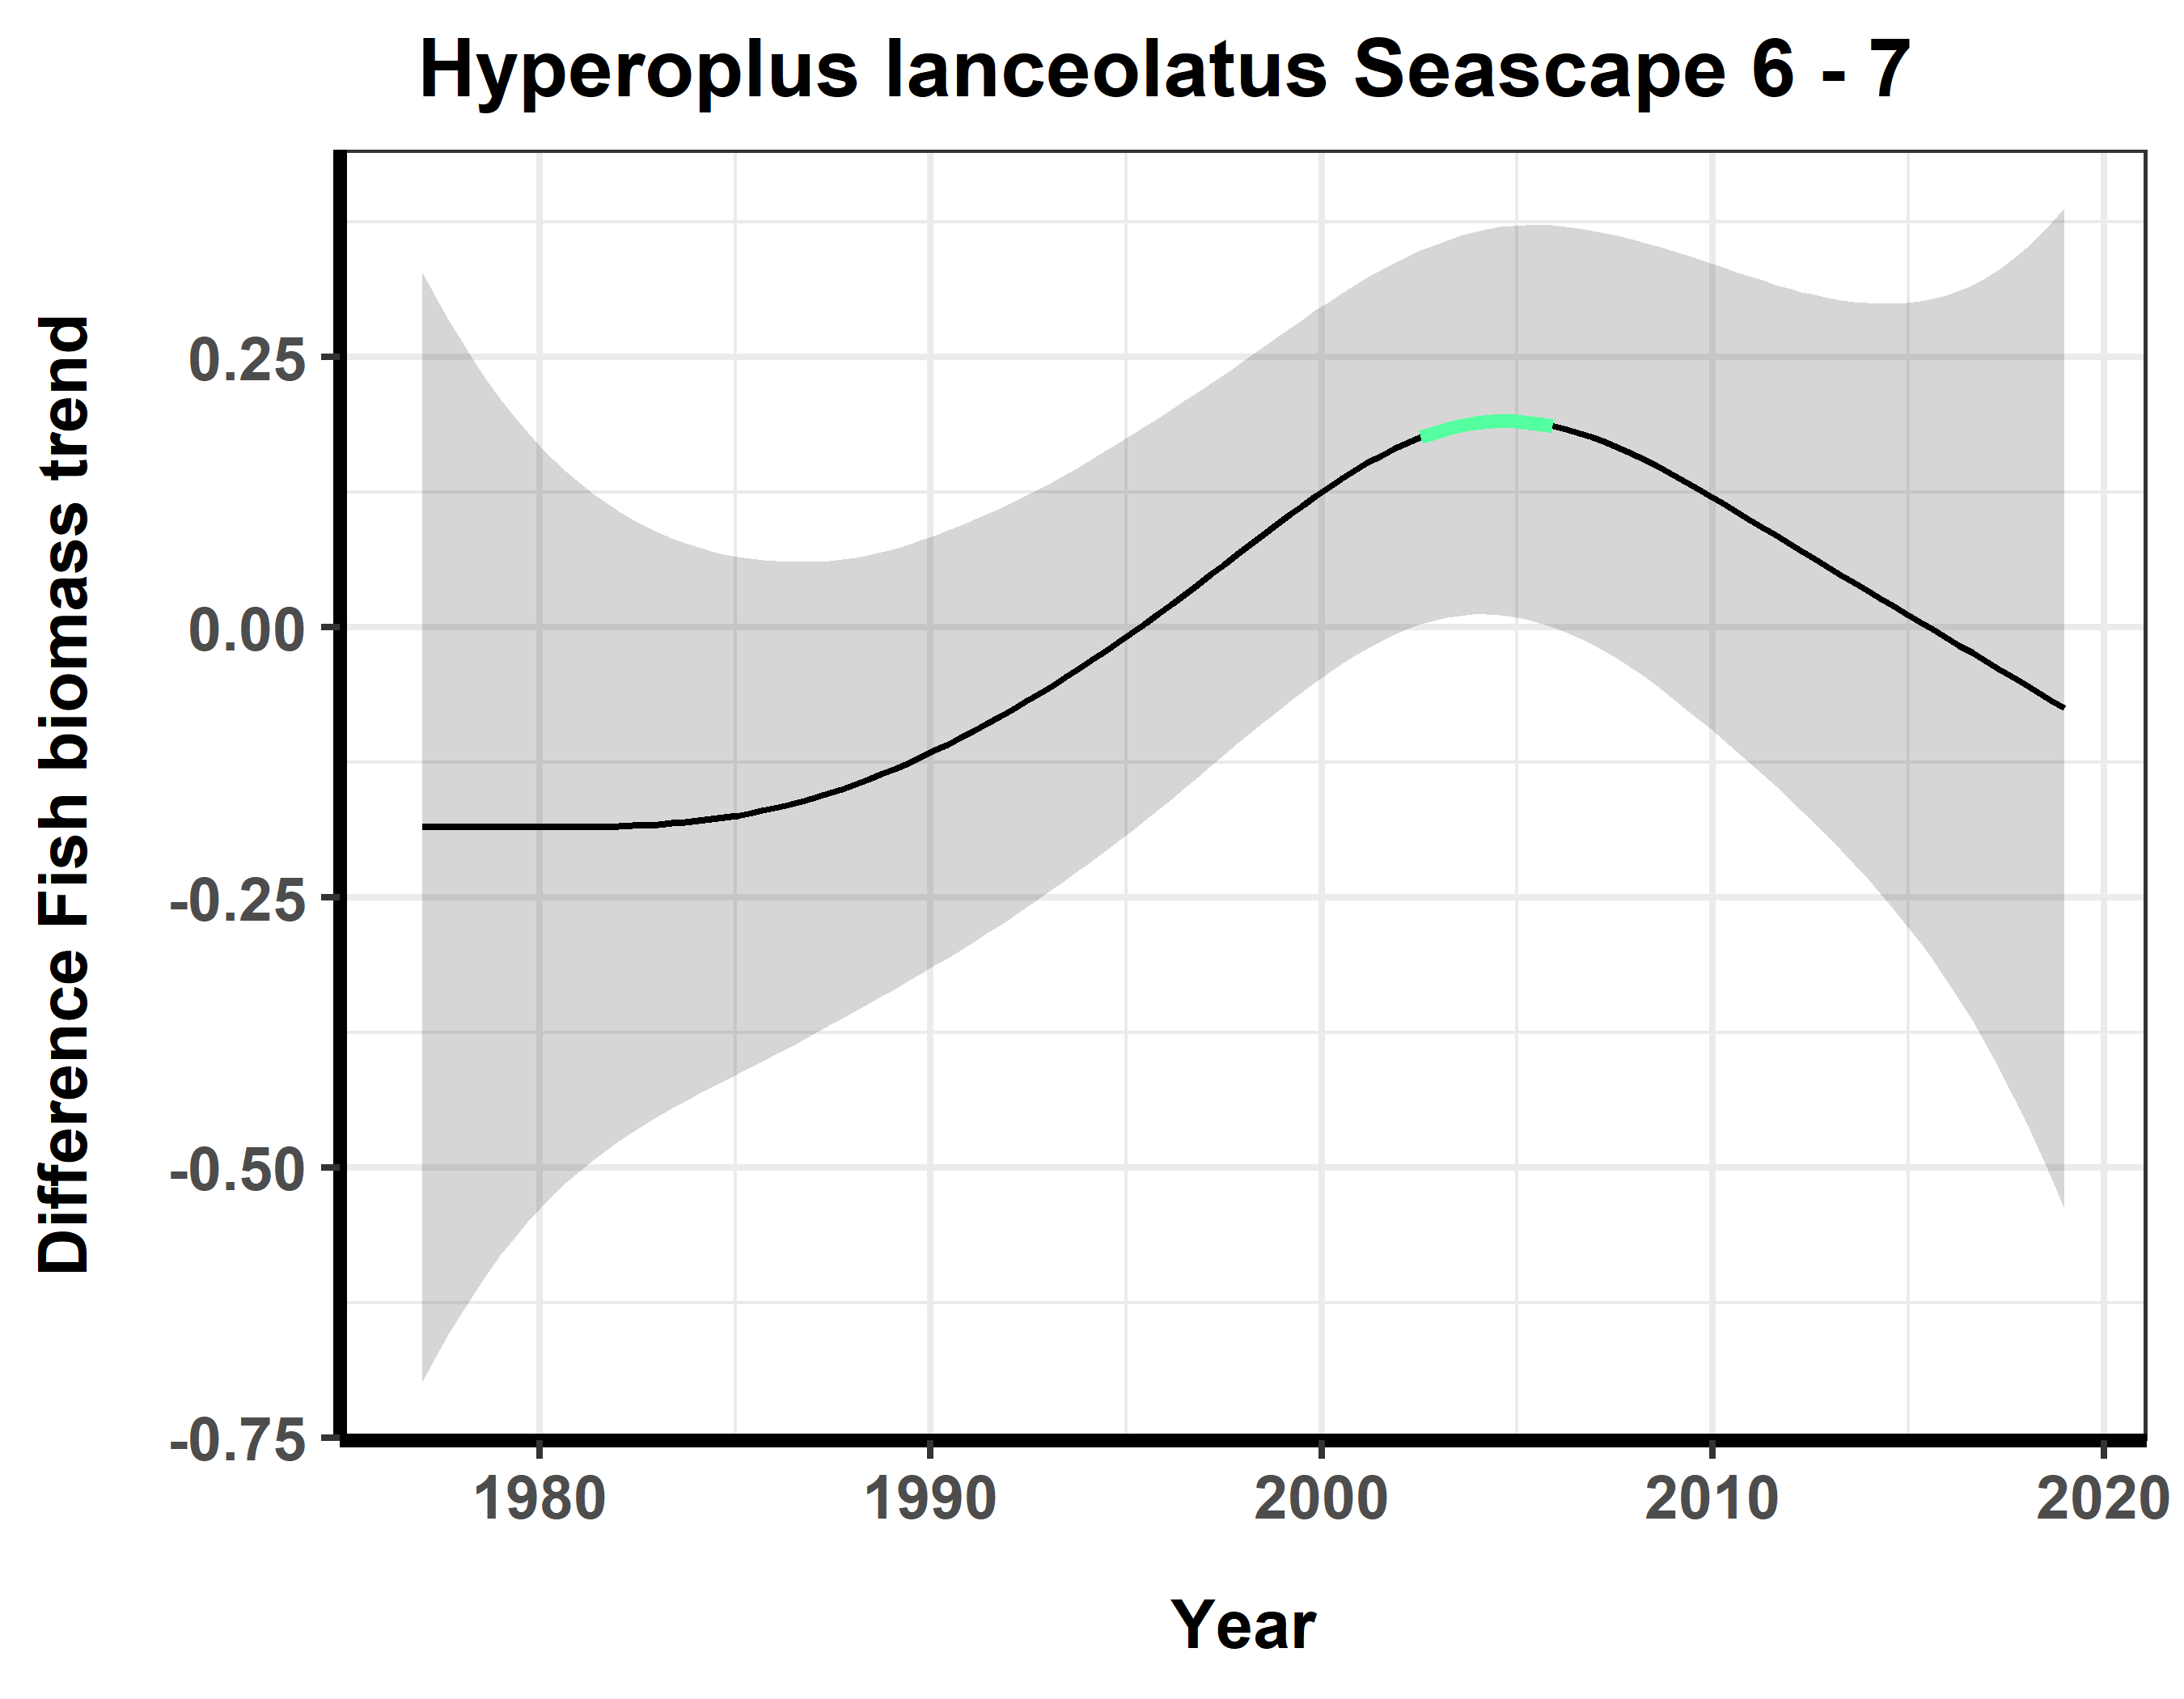 Hyperoplus lanceolatus Seascape 6 - 7
Difference Fish biomass trend
0.25
0.00
-0.25
-0.50
-0.75
1980 1990 2000 2010 2020
Year